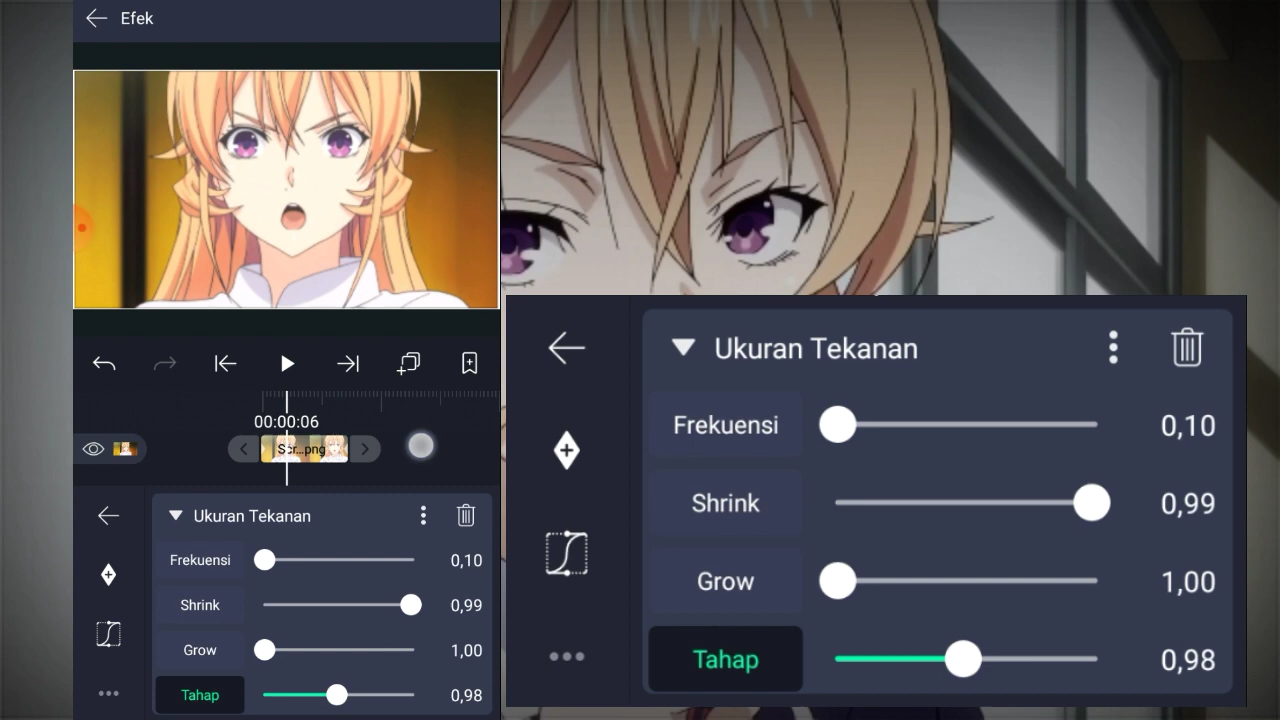 Efek
00:00:06
Scr...png
Ukuran Tekanan
Frekuensi 0,10
Shrink 0,99
Grow 1,00
Tahap 0,98
Ukuran Tekanan
Frekuensi 0,10
Shrink 0,99
Grow 1,00
Tahap 0,98